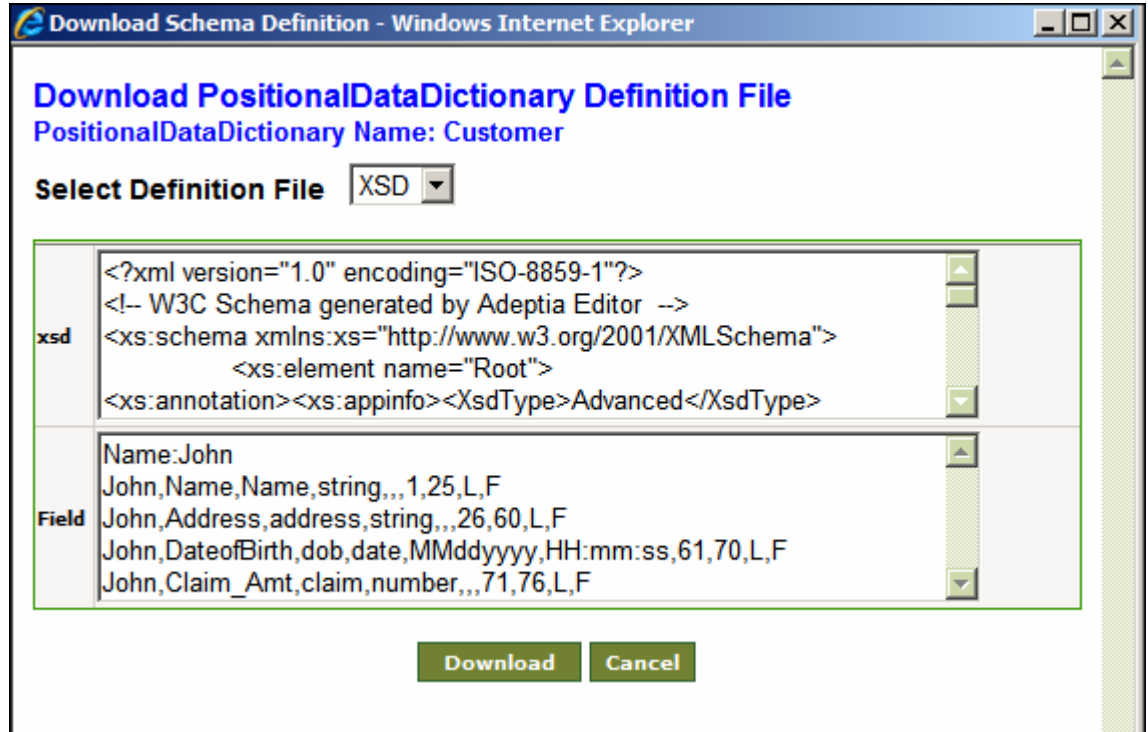 Download Schema Definition - Windows Internet Explorer
Download PositionalDataDictionary Definition File
PositionalDataDictionary Name: Customer
Select Definition File XSD
xsd
<?xml version="1.0" encoding="ISO-8859-1"?>
<!-- W3C Schema generated by Adeptia Editor  -->
<xs:schema xmlns:xs="http://www.w3.org/2001/XMLSchema">
<xs:element name="Root">
<xs:annotation><xs:appinfo><XsdType>Advanced</XsdType>
Field
Name:John
John,Name,Name,string,,,1,25,L,F
John,Address,address,string,,,26,60,L,F
John,DateofBirth,dob,date,MMddyyyy,HH:mm:ss,61,70,L,F
John,Claim_Amt,claim,number,,,71,76,L,F
Download Cancel